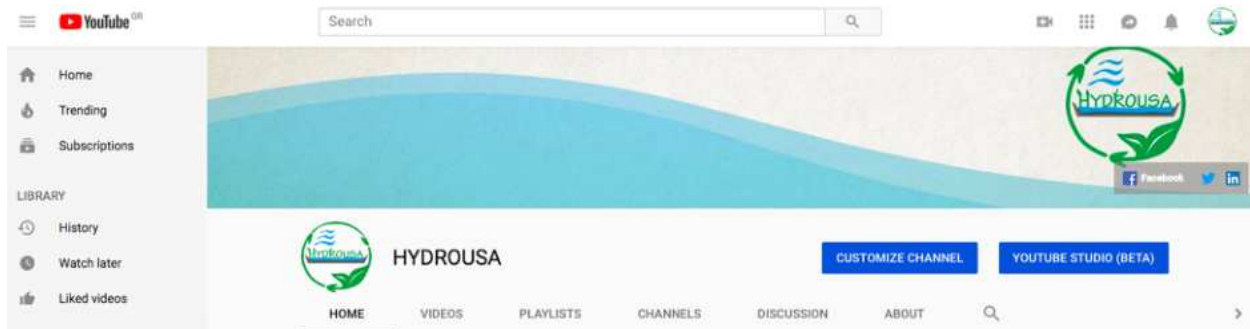 YouTube GR
Search
Home
Trending
Subscriptions
LIBRARY
History
Watch later
Liked videos
HYDROUSA
Facebook
HYDROUSA
HYDROUSA
CUSTOMIZE CHANNEL
YOUTUBE STUDIO (BETA)
HOME VIDEOS PLAYLISTS CHANNELS DISCUSSION ABOUT